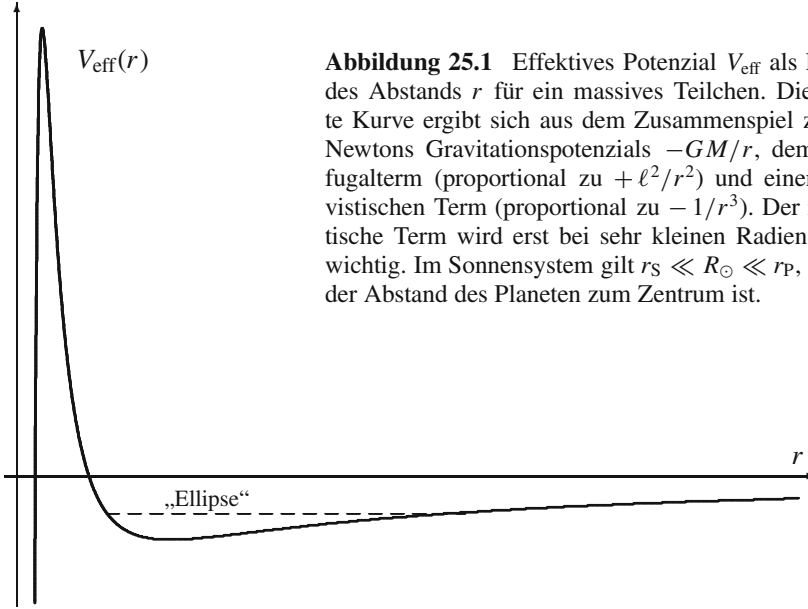 V_eff(r)
Abbildung 25.1 Effektives Potenzial V_eff als
des Abstands r für ein massives Teilchen. Die
te Kurve ergibt sich aus dem Zusammenspiel
Newtons Gravitationspotenzials −GM/r, dem
fugalterm (proportional zu + ℓ²/r²) und einer
vistischen Term (proportional zu − 1/r³). Der
tische Term wird erst bei sehr kleinen Radien
wichtig. Im Sonnensystem gilt r_S ≪ R_⊙ ≪ r_P,
der Abstand des Planeten zum Zentrum ist.
r
„Ellipse“